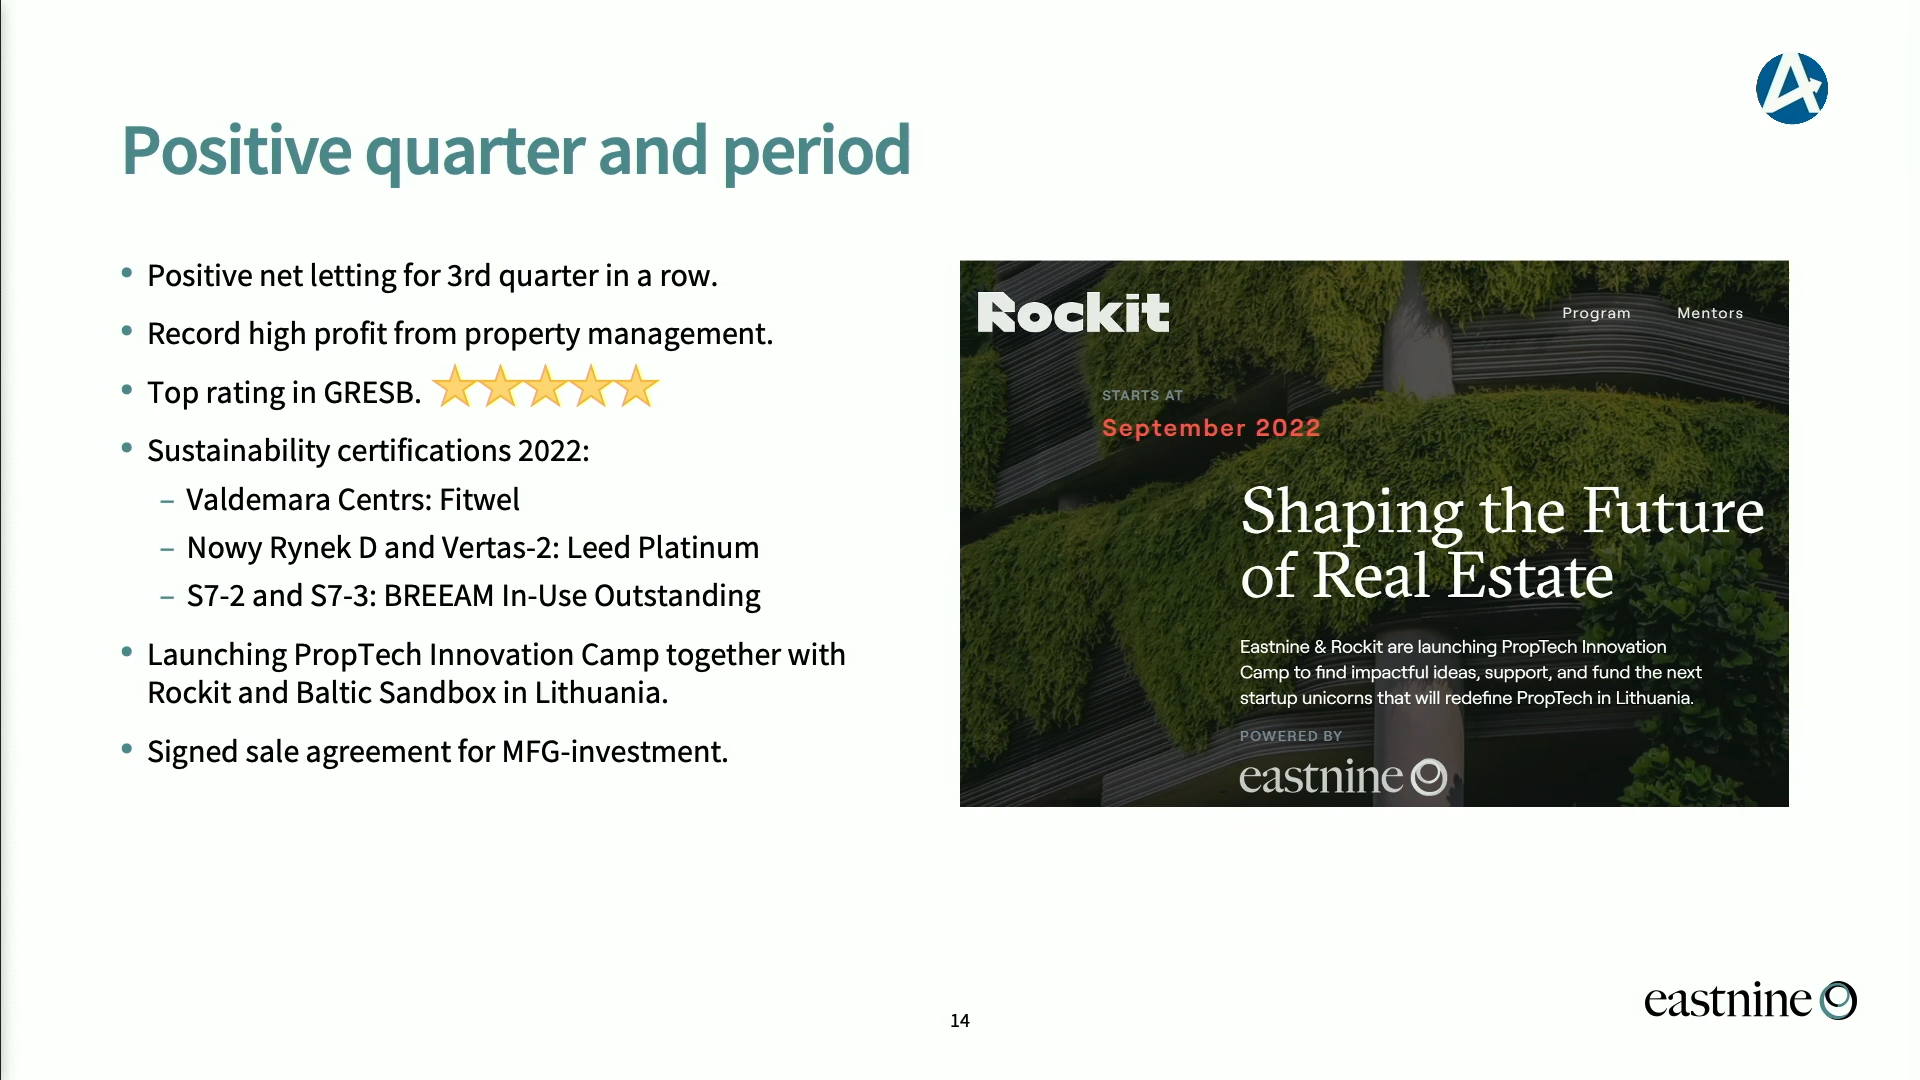 Positive quarter and period
• Positive net letting for 3rd quarter in a row.
• Record high profit from property management.
• Top rating in GRESB.
• Sustainability certifications 2022:
– Valdemara Centrs: Fitwel
– Nowy Rynek D and Vertas-2: Leed Platinum
– S7-2 and S7-3: BREEAM In-Use Outstanding
• Launching PropTech Innovation Camp together with
Rockit and Baltic Sandbox in Lithuania.
• Signed sale agreement for MFG-investment.
Rockit
Program Mentors
STARTS AT
September 2022
Shaping the Future
of Real Estate
Eastnine & Rockit are launching PropTech Innovation
Camp to find impactful ideas, support, and fund the next
startup unicorns that will redefine PropTech in Lithuania.
POWERED BY
eastnine
14
eastnine